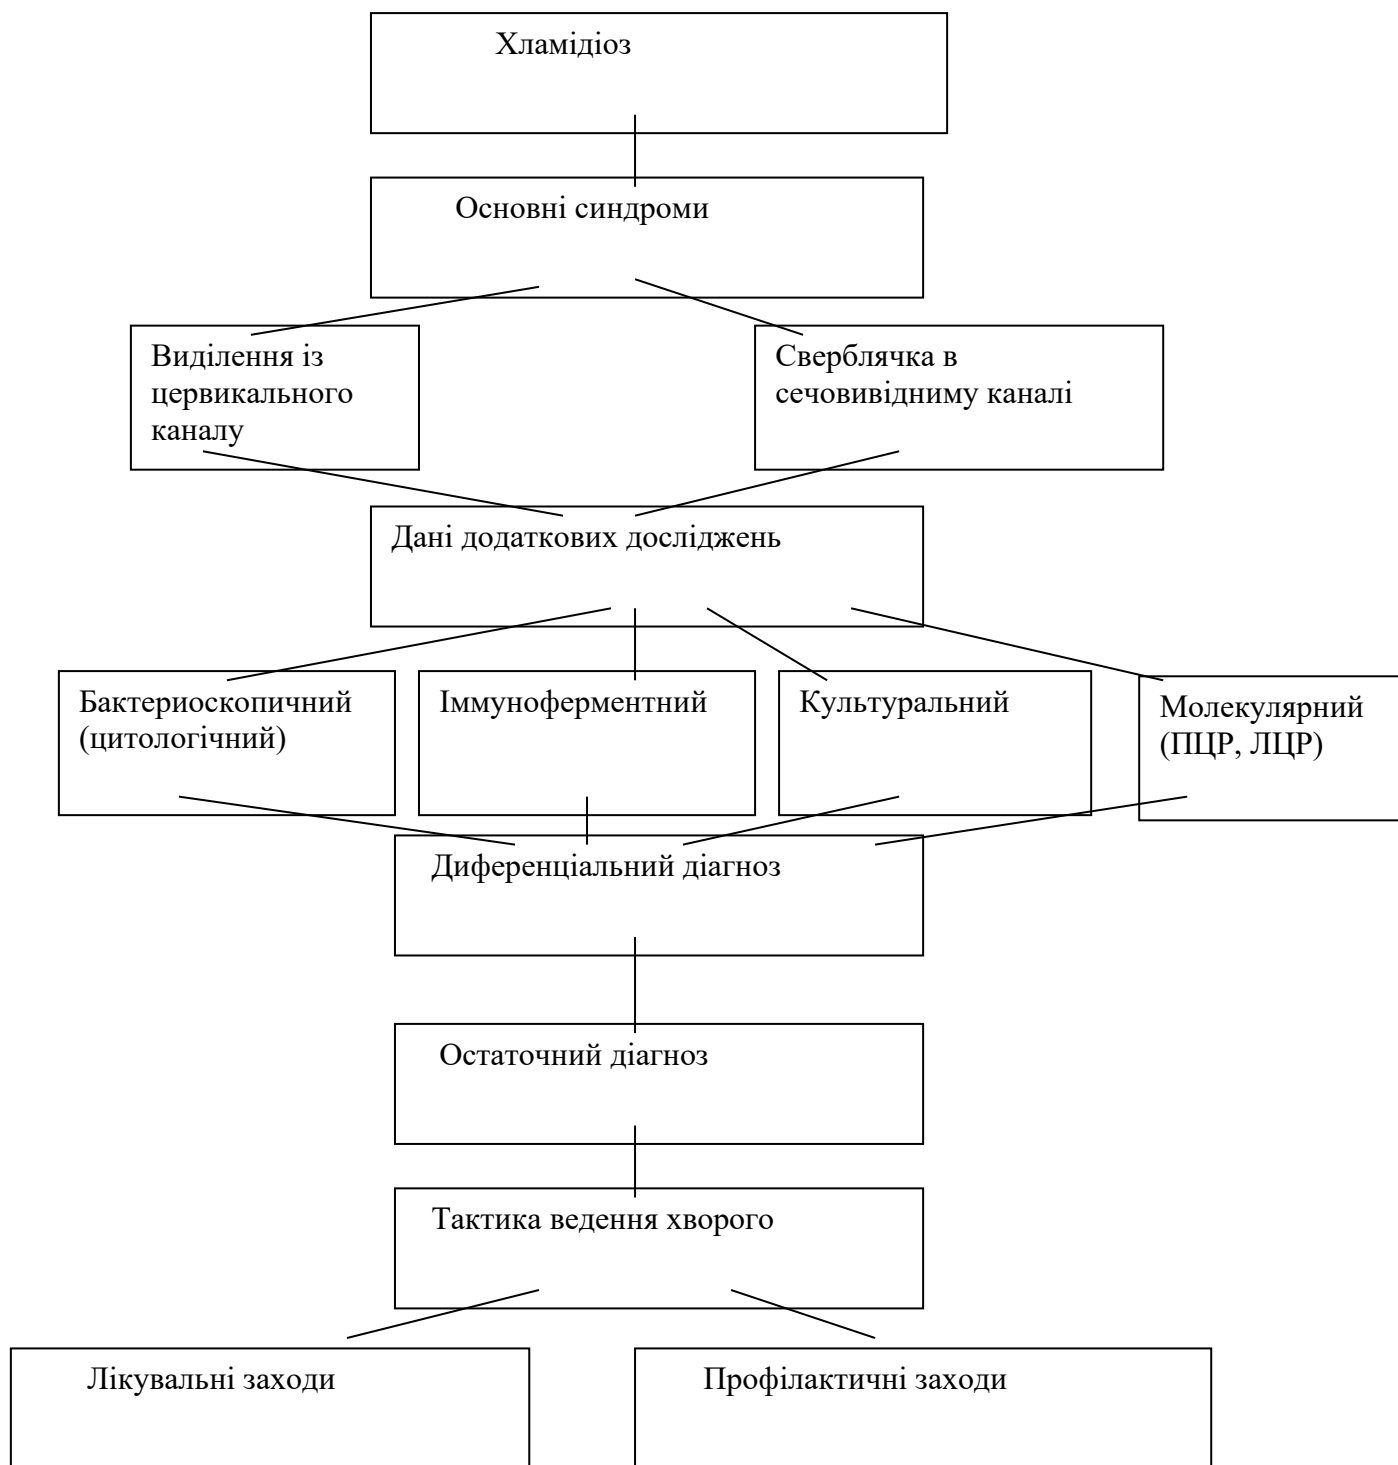 Хламідіоз
Основні синдроми
Виділення із
цервикального
каналу
Сверблячка в
сечовивідниму каналі
Дані додаткових досліджень
Бактериоскопичний
(цитологічний)
Іммуноферментний
Культуральний
Молекулярний
(ПЦР, ЛЦР)
Диференціальний діагноз
Остаточний діагноз
Тактика ведення хворого
Лікувальні заходи
Профілактичні заходи